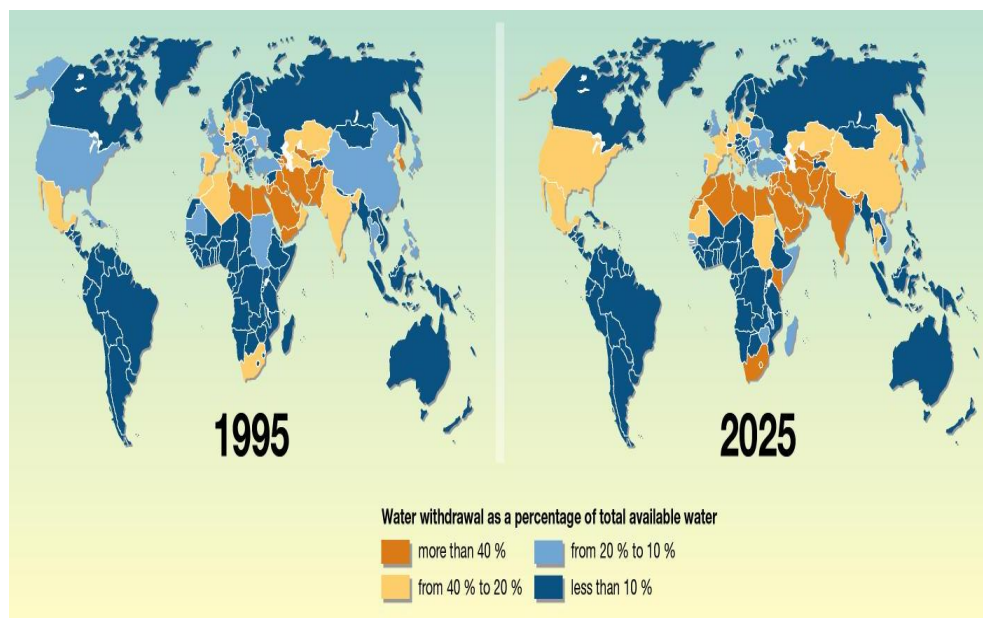 1995
2025
Water withdrawal as a percentage of total available water
more than 40 %
from 20 % to 10 %
from 40 % to 20 %
less than 10 %